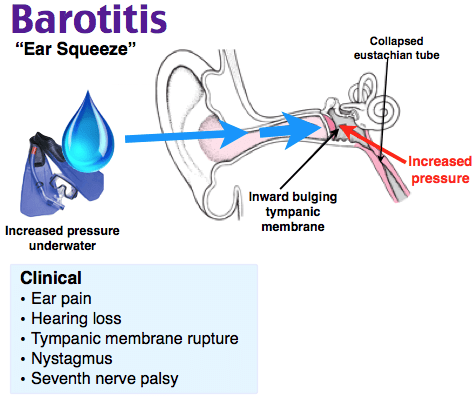 Barotitis
“Ear Squeeze”
Collapsed
eustachian tube
Increased
pressure
Inward bulging
tympanic
membrane
Increased pressure
underwater
Clinical
• Ear pain
• Hearing loss
• Tympanic membrane rupture
• Nystagmus
• Seventh nerve palsy